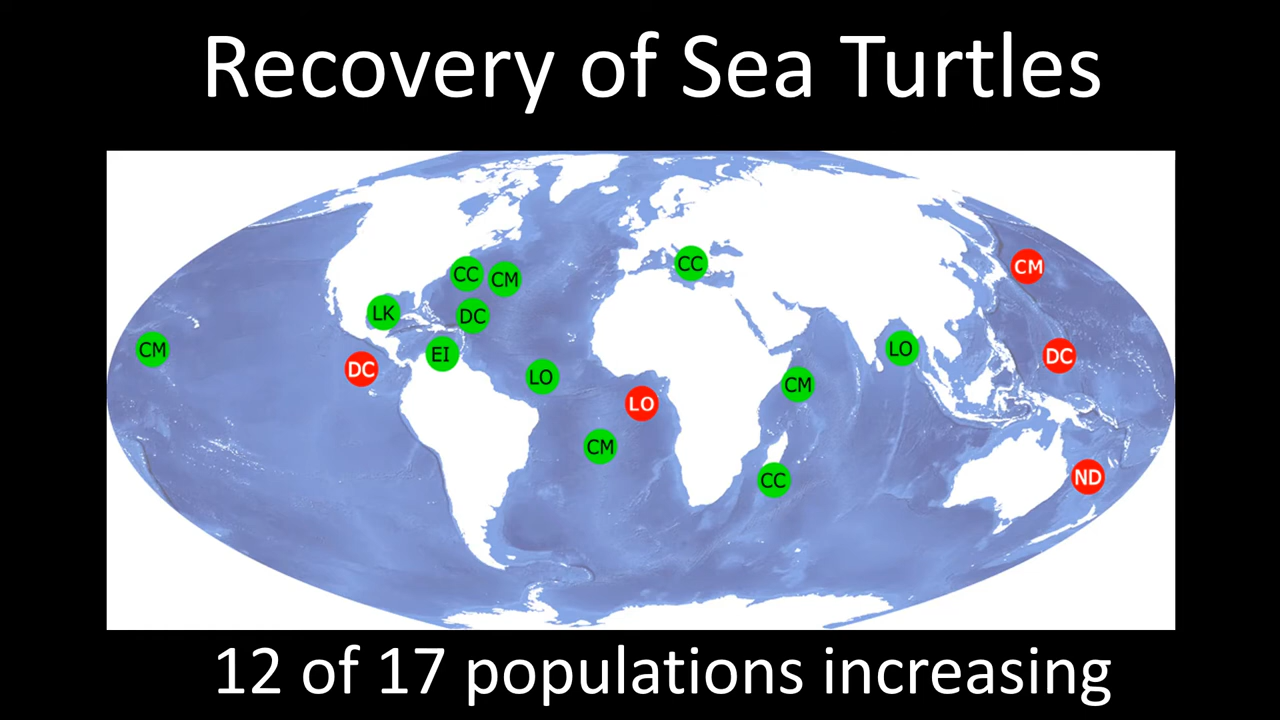 Recovery of Sea Turtles
CC
CM
CC
CM
LK
DC
CM
EI
DC
LO
LO
CM
DC
LO
CM
CC
ND
12 of 17 populations increasing